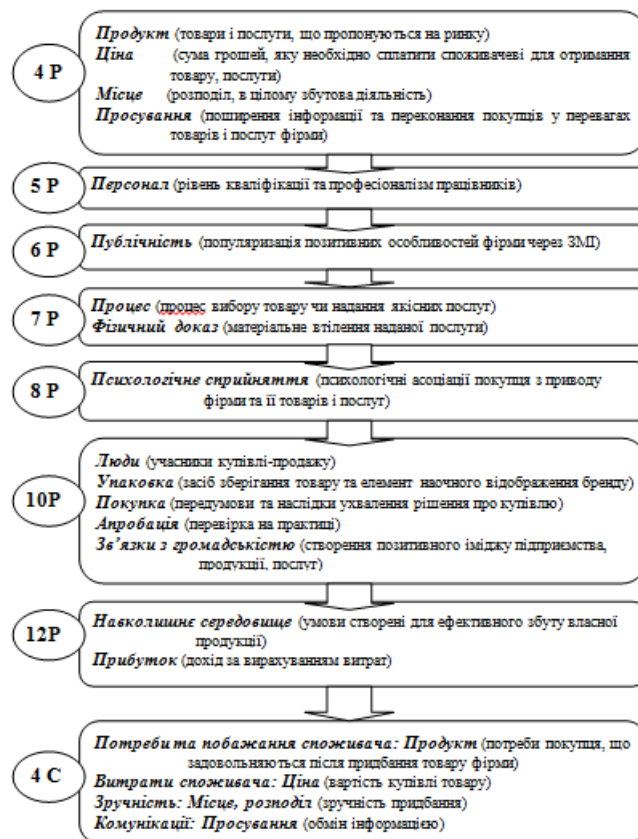 4 Р
Продукт (товари і послуги, що пропонуються на ринку)
Ціна (сума грошей, яку необхідно сплатити споживачеві для отримання
товару, послуги)
Місце (розподіл, в цілому збутова діяльність)
Просування (поширення інформації та переконання покупців у перевагах
товарів і послуг фірми)
5 Р
Персонал (рівень кваліфікації та професіоналізм працівників)
6 Р
Публічність (популяризація позитивних особливостей фірми через ЗМІ)
7 Р
Процес (процес вибору товару чи надання якісних послуг)
Фізичний доказ (матеріальне втілення наданої послуги)
8 Р
Психологічне сприйняття (психологічні асоціації покупця з приводу
фірми та її товарів і послуг)
10Р
Люди (учасники купівлі-продажу)
Упаковка (засіб зберігання товару та елемент наочного відображення бренду)
Покупка (передумови та наслідки ухвалення рішення про купівлю)
Апробація (перевірка на практиці)
Зв’язки з громадськістю (створення позитивного іміджу підприємства,
продукції, послуг)
12Р
Навколишнє середовище (умови створені для ефективного збуту власної
продукції)
Прибуток (дохід за вирахуванням витрат)
4 С
Потреби та побажання споживача: Продукт (потреби покупця, що
задовольняються після придбання товару фірми)
Витрати споживача: Ціна (вартість купівлі товару)
Зручність: Місце, розподіл (зручність придбання)
Комунікації: Просування (обмін інформацією)